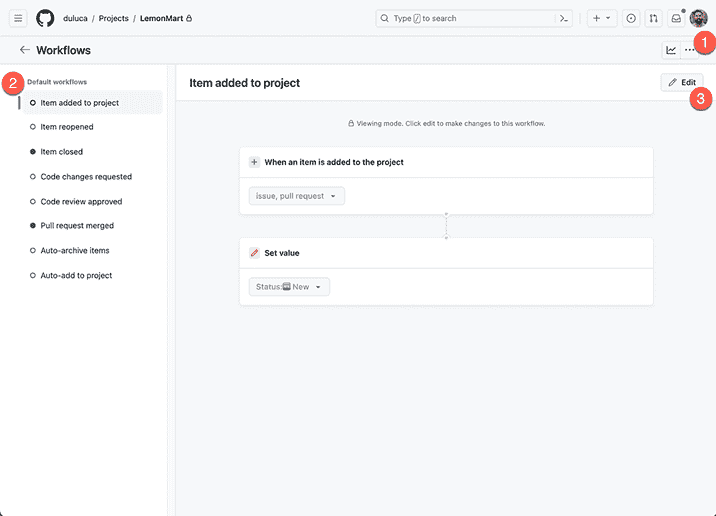 duluca / Projects / LemonMart
Type / to search
Workflows
1
2
Default workflows
Item added to project
Item reopened
Item closed
Code changes requested
Code review approved
Pull request merged
Auto-archive items
Auto-add to project
Item added to project
Edit
3
Viewing mode. Click edit to make changes to this workflow.
When an item is added to the project
issue, pull request
Set value
Status: New